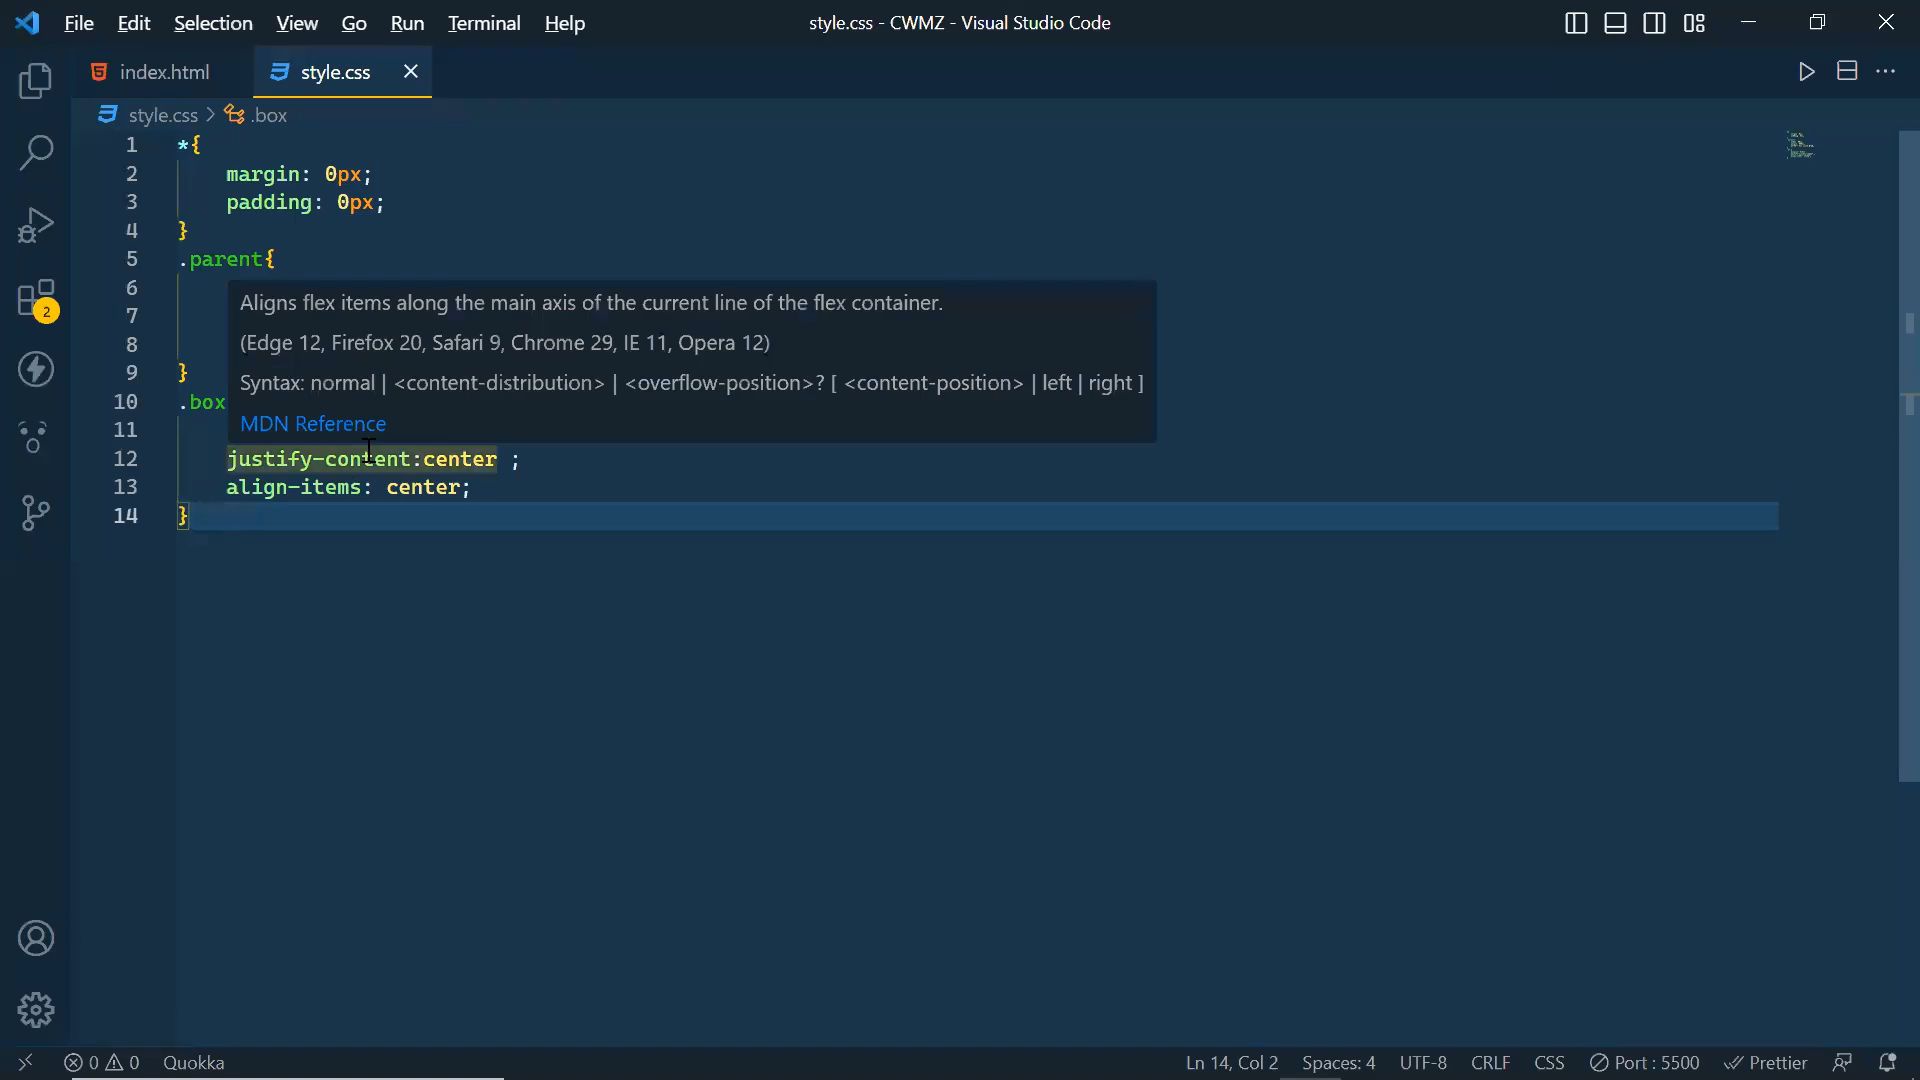 File Edit Selection View Go Run Terminal Help
style.css - CWMZ - Visual Studio Code
index.html style.css
style.css > .box
1 *{
2 margin: 0px;
3 padding: 0px;
4 }
5 .parent{
6
Aligns flex items along the main axis of the current line of the flex container.
7
(Edge 12, Firefox 20, Safari 9, Chrome 29, IE 11, Opera 12)
8
9 }
Syntax: normal | <content-distribution> | <overflow-position>? [ <content-position> | left | right ]
10 .box
11
MDN Reference
12 justify-content:center ;
13 align-items: center;
14 }
2
0 0 Quokka
Ln 14, Col 2 Spaces: 4 UTF-8 CRLF CSS Port : 5500 Prettier